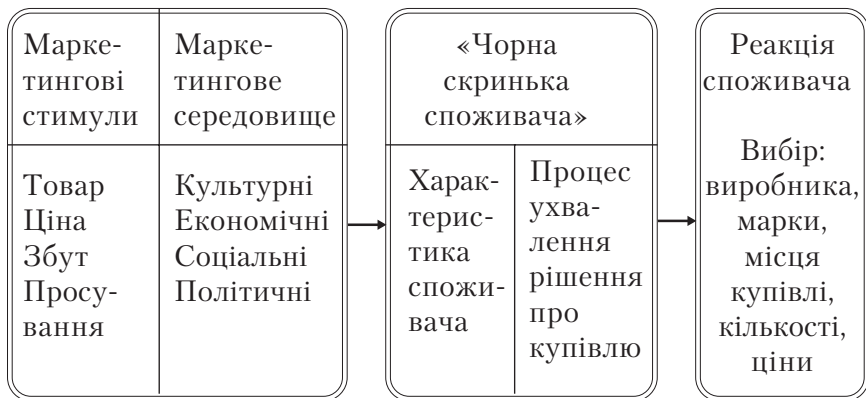 Марке-
тингові
стимули
Марке-
тингове
середовище
Товар
Ціна
Збут
Просу-
вання
Культурні
Економічні
Соціальні
Політичні
«Чорна
скринька
споживача»
Харак-
терис-
тика
спожи-
вача
Процес
ухва-
лення
рішення
про
купівлю
Реакція
споживача
Вибір:
виробника,
марки,
місця
купівлі,
кількості,
ціни